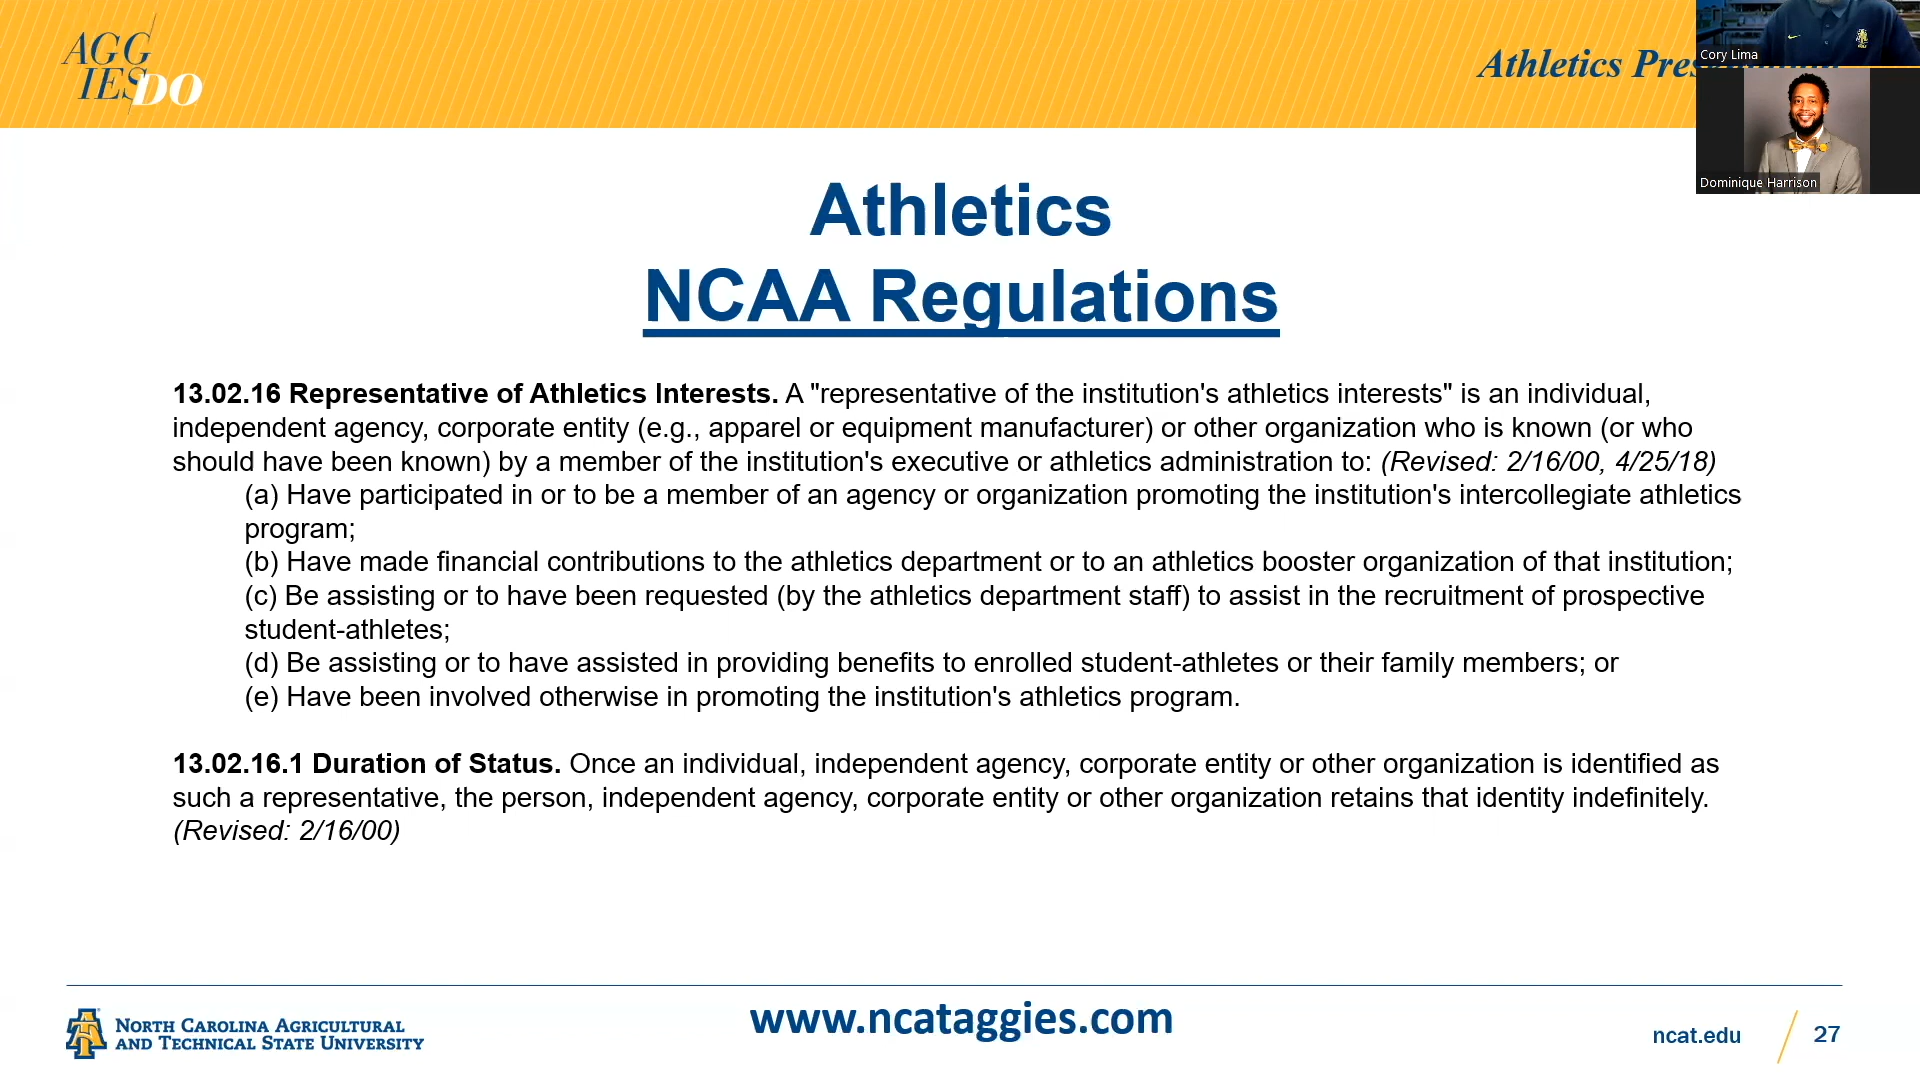 AGG
IES DO
Athletics Pres
Cory Lima
Dominique Harrison
Athletics
NCAA Regulations
13.02.16 Representative of Athletics Interests. A "representative of the institution's athletics interests" is an individual,
independent agency, corporate entity (e.g., apparel or equipment manufacturer) or other organization who is known (or who
should have been known) by a member of the institution's executive or athletics administration to: (Revised: 2/16/00, 4/25/18)
(a) Have participated in or to be a member of an agency or organization promoting the institution's intercollegiate athletics
program;
(b) Have made financial contributions to the athletics department or to an athletics booster organization of that institution;
(c) Be assisting or to have been requested (by the athletics department staff) to assist in the recruitment of prospective
student-athletes;
(d) Be assisting or to have assisted in providing benefits to enrolled student-athletes or their family members; or
(e) Have been involved otherwise in promoting the institution's athletics program.
13.02.16.1 Duration of Status. Once an individual, independent agency, corporate entity or other organization is identified as
such a representative, the person, independent agency, corporate entity or other organization retains that identity indefinitely.
(Revised: 2/16/00)
North Carolina Agricultural
and Technical State University
www.ncataggies.com
ncat.edu
27